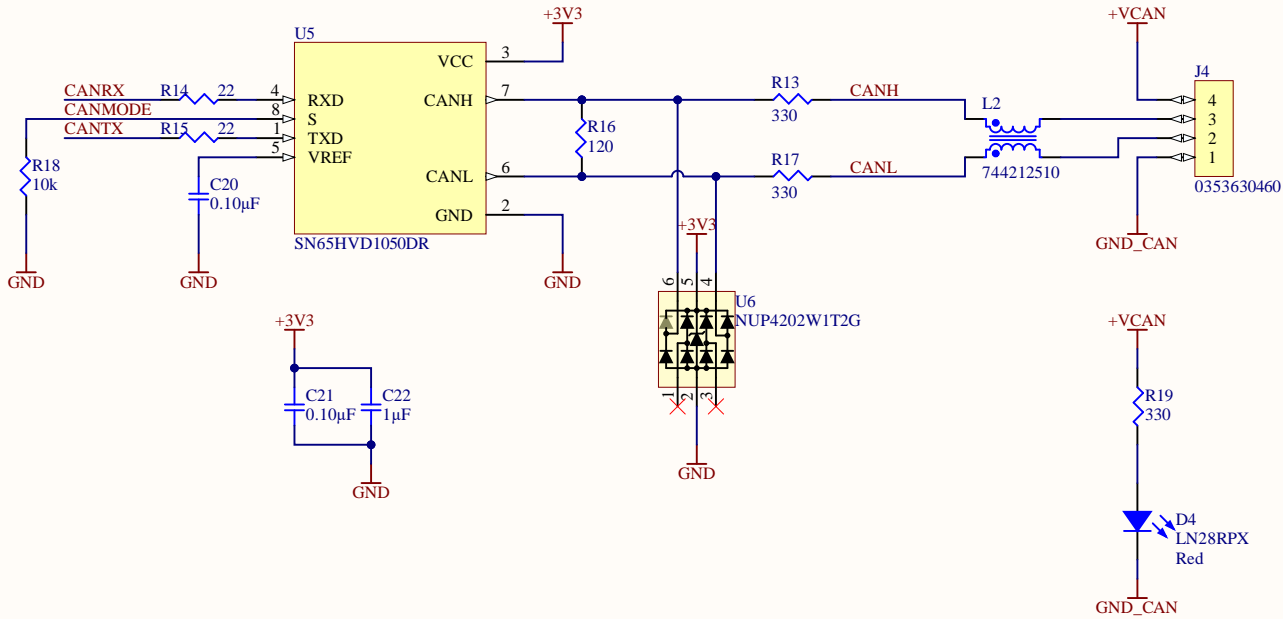 +3V3
+VCAN
U5
J4
VCC
3
CANRX
R14
22
4
RXD
CANH
7
R13
330
CANH
L2
4
CANMODE
8
S
R16
120
3
CANTX
R15
22
1
TXD
2
5
VREF
1
R18
10k
C20
0.10µF
CANL
6
R17
330
CANL
744212510
0353630460
GND
2
SN65HVD1050DR
GND
GND
GND
GND_CAN
+3V3
6
5
4
U6
NUP4202W1T2G
1
2
3
GND
+3V3
C21
0.10µF
C22
1µF
GND
+VCAN
R19
330
D4
LN28RPX
Red
GND_CAN